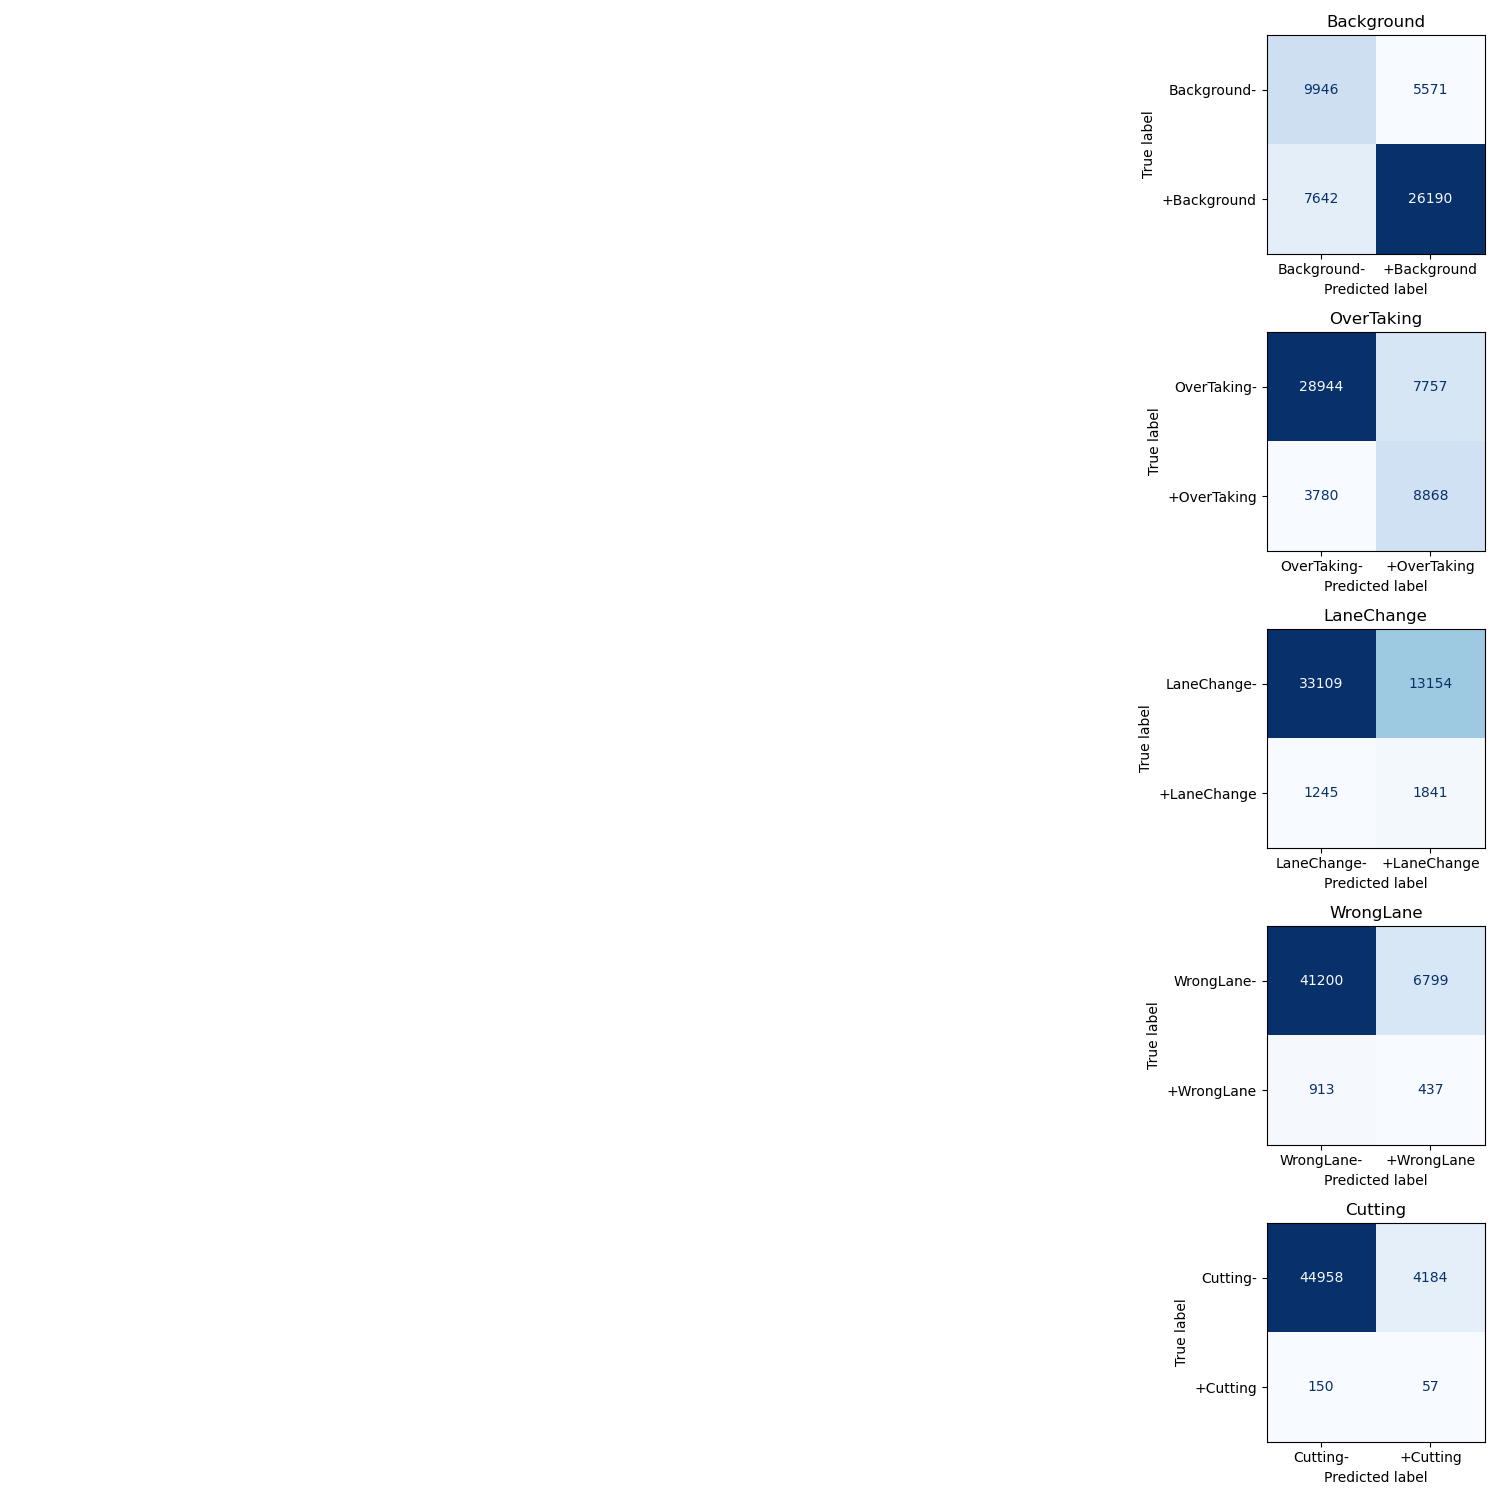 Background
True label
Background-
9946 5571
+Background
7642 26190
Background- +Background
Predicted label
OverTaking
True label
OverTaking-
28944 7757
+OverTaking
3780 8868
OverTaking- +OverTaking
Predicted label
LaneChange
True label
LaneChange-
33109 13154
+LaneChange
1245 1841
LaneChange- +LaneChange
Predicted label
WrongLane
True label
WrongLane-
41200 6799
+WrongLane
913 437
WrongLane- +WrongLane
Predicted label
Cutting
True label
Cutting-
44958 4184
+Cutting
150 57
Cutting- +Cutting
Predicted label